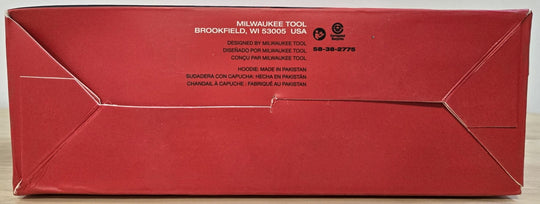 MILWAUKEE TOOL
BROOKFIELD, WI 53005 USA
DESIGNED BY MILWAUKEE TOOL
DISEÑADO POR MILWAUKEE TOOL
CONÇU PAR MILWAUKEE TOOL
58-36-2775
HOODIE: MADE IN PAKISTAN
SUDADERA CON CAPUCHA: HECHA EN PAKISTÁN
CHANDAIL À CAPUCHE : FABRIQUÉ AU PAKISTAN